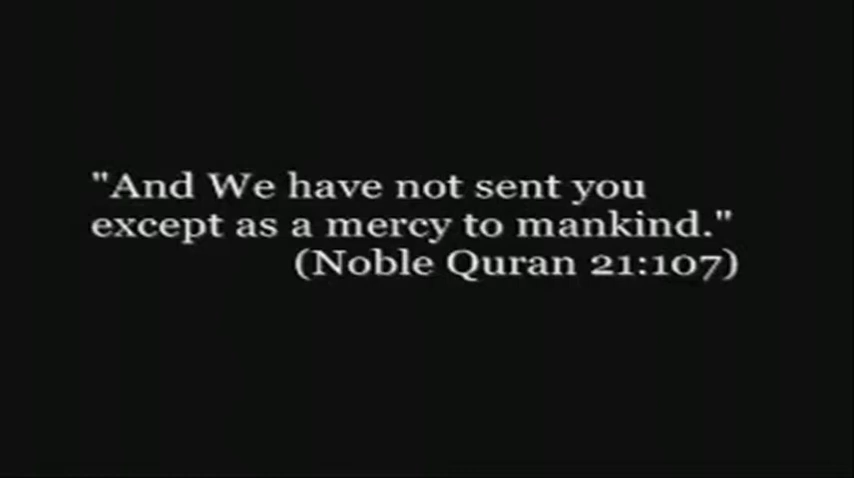 "And We have not sent you
except as a mercy to mankind."
(Noble Quran 21:107)